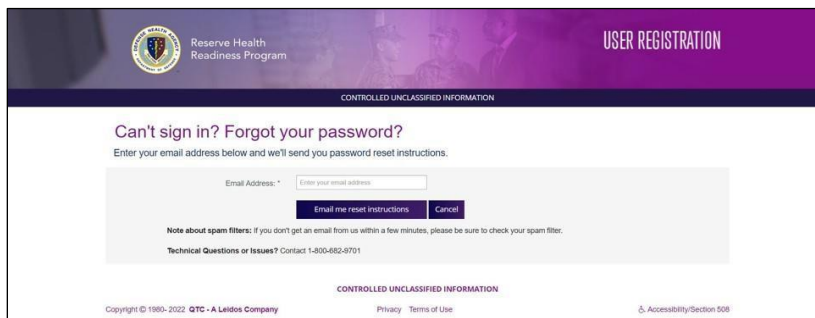 Reserve Health
Readiness Program
USER REGISTRATION
CONTROLLED UNCLASSIFIED INFORMATION
Can't sign in? Forgot your password?
Enter your email address below and we'll send you password reset instructions.
Email Address: *
Enter your email address
Email me reset instructions
Cancel
Note about spam filters: If you don't get an email from us within a few minutes, please be sure to check your spam filter.
Technical Questions or Issues? Contact 1-800-682-9701
CONTROLLED UNCLASSIFIED INFORMATION
Copyright © 1980- 2022 QTC - A Leidos Company
Privacy Terms of Use
Accessibility/Section 508